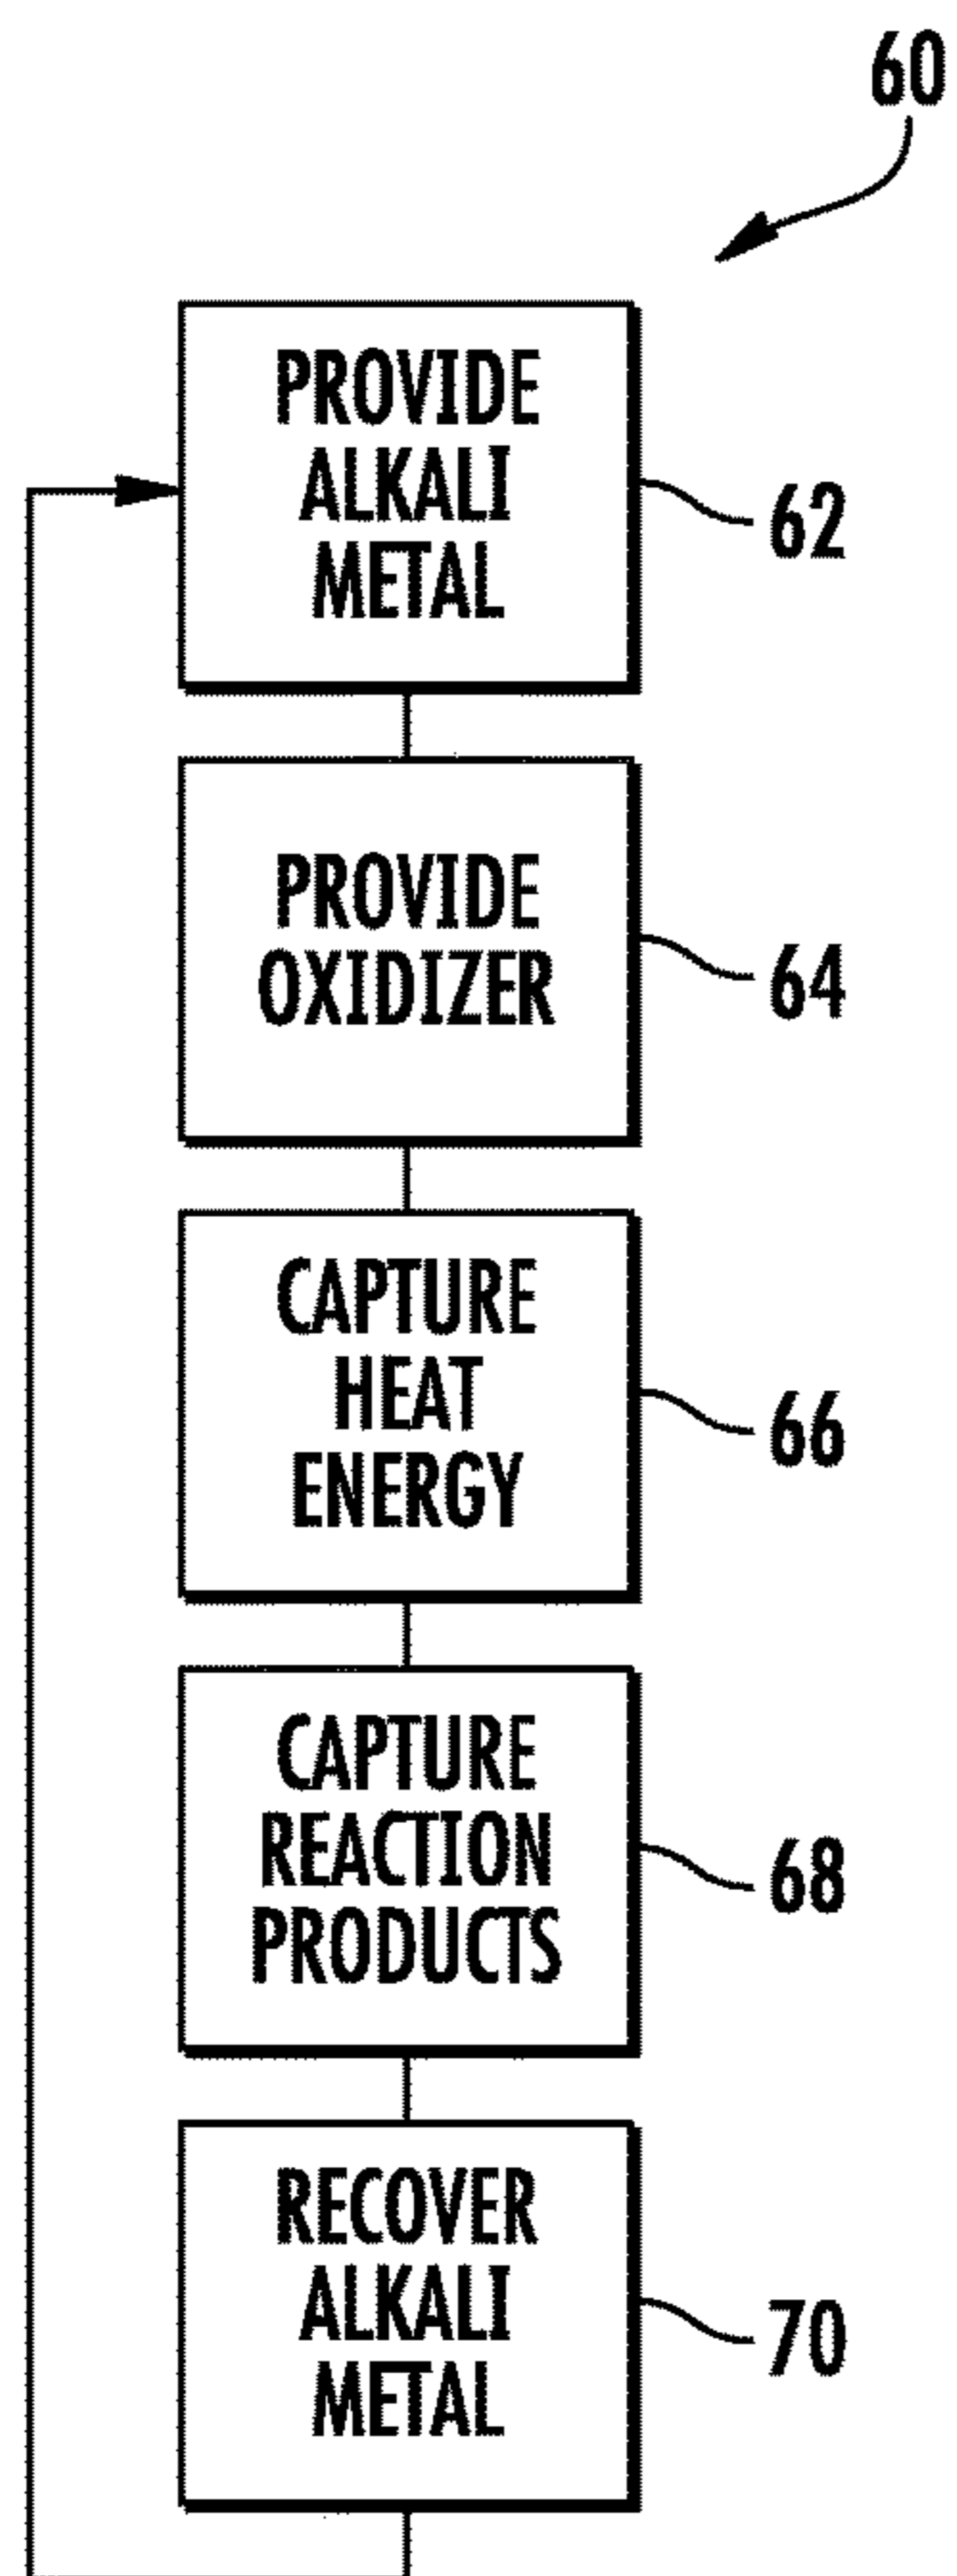 60
PROVIDE
ALKALI
METAL
62
PROVIDE
OXIDIZER
64
CAPTURE
HEAT
ENERGY
66
CAPTURE
REACTION
PRODUCTS
68
RECOVER
ALKALI
METAL
70